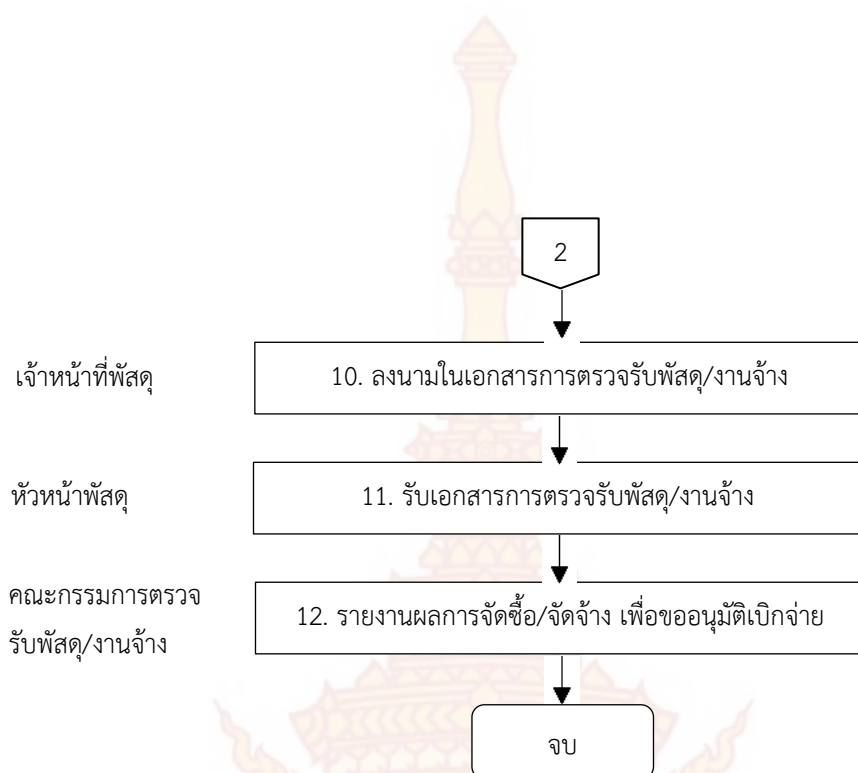 2
เจ้าหน้าที่พัสดุ
10. ลงนามในเอกสารการตรวจรับพัสดุ/งานจ้าง
หัวหน้าพัสดุ
11. รับเอกสารการตรวจรับพัสดุ/งานจ้าง
คณะกรรมการตรวจ
รับพัสดุ/งานจ้าง
12. รายงานผลการจัดซื้อ/จัดจ้าง เพื่อขออนุมัติเบิกจ่าย
จบ